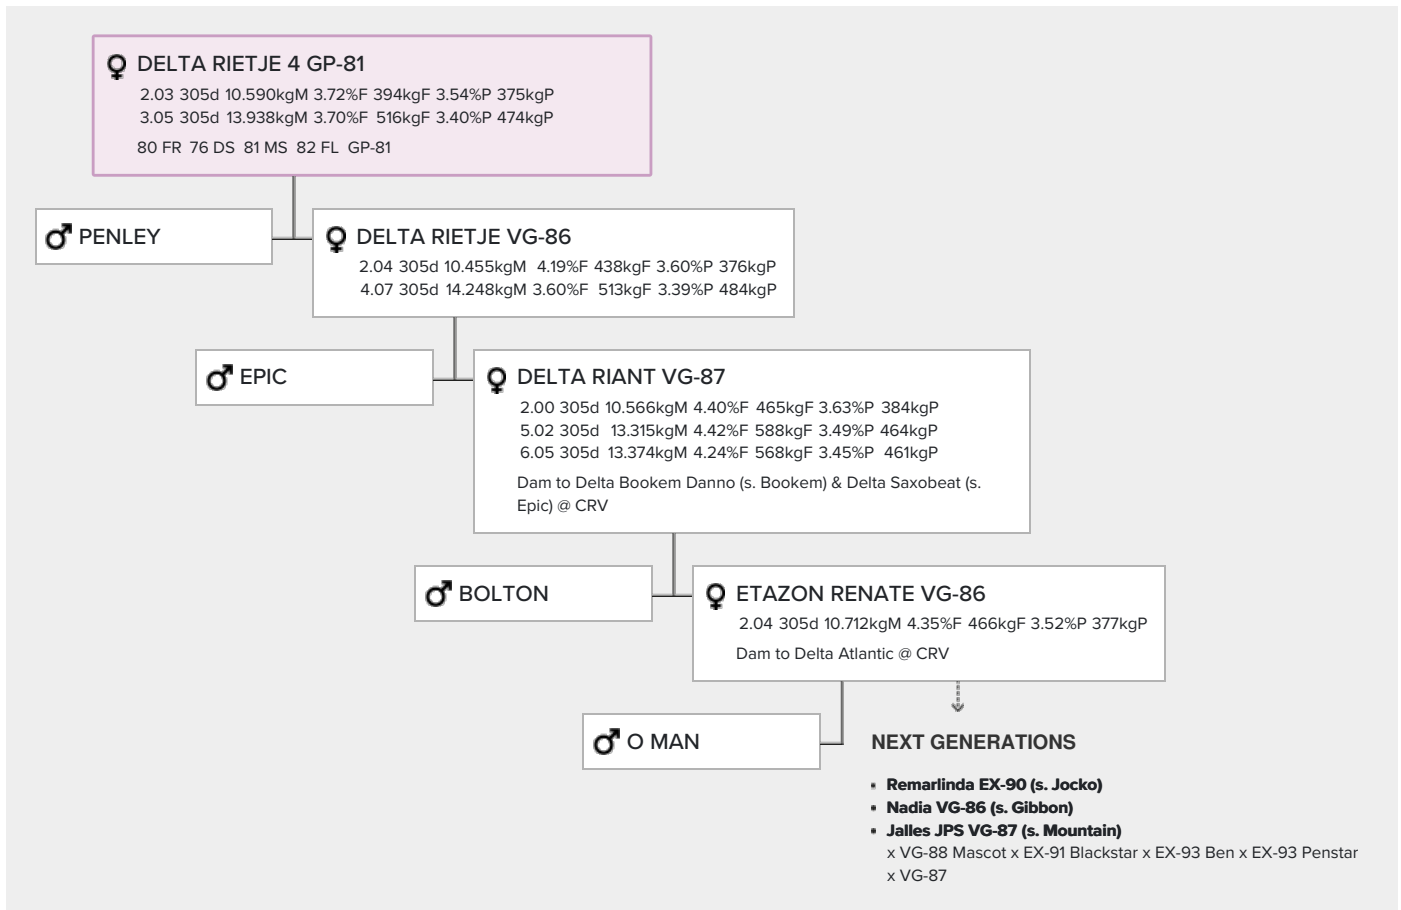 DELTA RIETJE 4 GP-81
2.03 305d 10.590kgM 3.72%F 394kgF 3.54%P 375kgP
3.05 305d 13.938kgM 3.70%F 516kgF 3.40%P 474kgP
80 FR 76 DS 81 MS 82 FL GP-81
PENLEY
DELTA RIETJE VG-86
2.04 305d 10.455kgM 4.19%F 438kgF 3.60%P 376kgP
4.07 305d 14.248kgM 3.60%F 513kgF 3.39%P 484kgP
EPIC
DELTA RIANT VG-87
2.00 305d 10.566kgM 4.40%F 465kgF 3.63%P 384kgP
5.02 305d 13.315kgM 4.42%F 588kgF 3.49%P 464kgP
6.05 305d 13.374kgM 4.24%F 568kgF 3.45%P 461kgP
Dam to Delta Bookem Danno (s. Bookem) & Delta Saxobeat (s.
Epic) @ CRV
BOLTON
ETAZON RENATE VG-86
2.04 305d 10.712kgM 4.35%F 466kgF 3.52%P 377kgP
Dam to Delta Atlantic @ CRV
O MAN
NEXT GENERATIONS
• Remarlinda EX-90 (s. Jocko)
• Nadia VG-86 (s. Gibbon)
• Jalles JPS VG-87 (s. Mountain)
x VG-88 Mascot x EX-91 Blackstar x EX-93 Ben x EX-93 Penstar
x VG-87